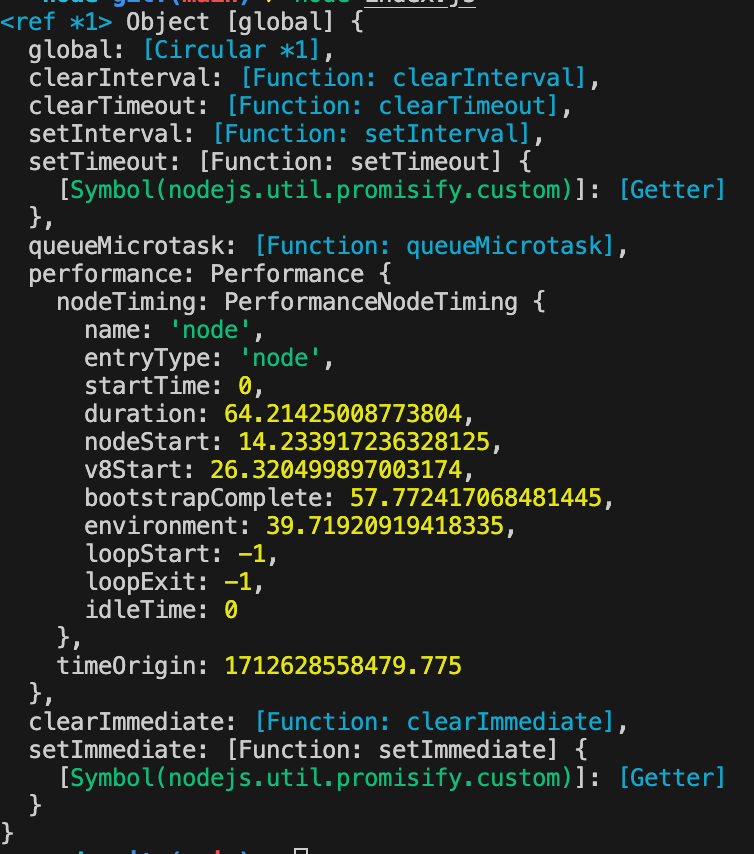 <ref *1> Object [global] {
  global: [Circular *1],
  clearInterval: [Function: clearInterval],
  clearTimeout: [Function: clearTimeout],
  setInterval: [Function: setInterval],
  setTimeout: [Function: setTimeout] {
    [Symbol(nodejs.util.promisify.custom)]: [Getter]
  },
  queueMicrotask: [Function: queueMicrotask],
  performance: Performance {
    nodeTiming: PerformanceNodeTiming {
      name: 'node',
      entryType: 'node',
      startTime: 0,
      duration: 64.21425008773804,
      nodeStart: 14.233917236328125,
      v8Start: 26.320499897003174,
      bootstrapComplete: 57.772417068481445,
      environment: 39.71920919418335,
      loopStart: -1,
      loopExit: -1,
      idleTime: 0
    },
    timeOrigin: 1712628558479.775
  },
  clearImmediate: [Function: clearImmediate],
  setImmediate: [Function: setImmediate] {
    [Symbol(nodejs.util.promisify.custom)]: [Getter]
  }
}